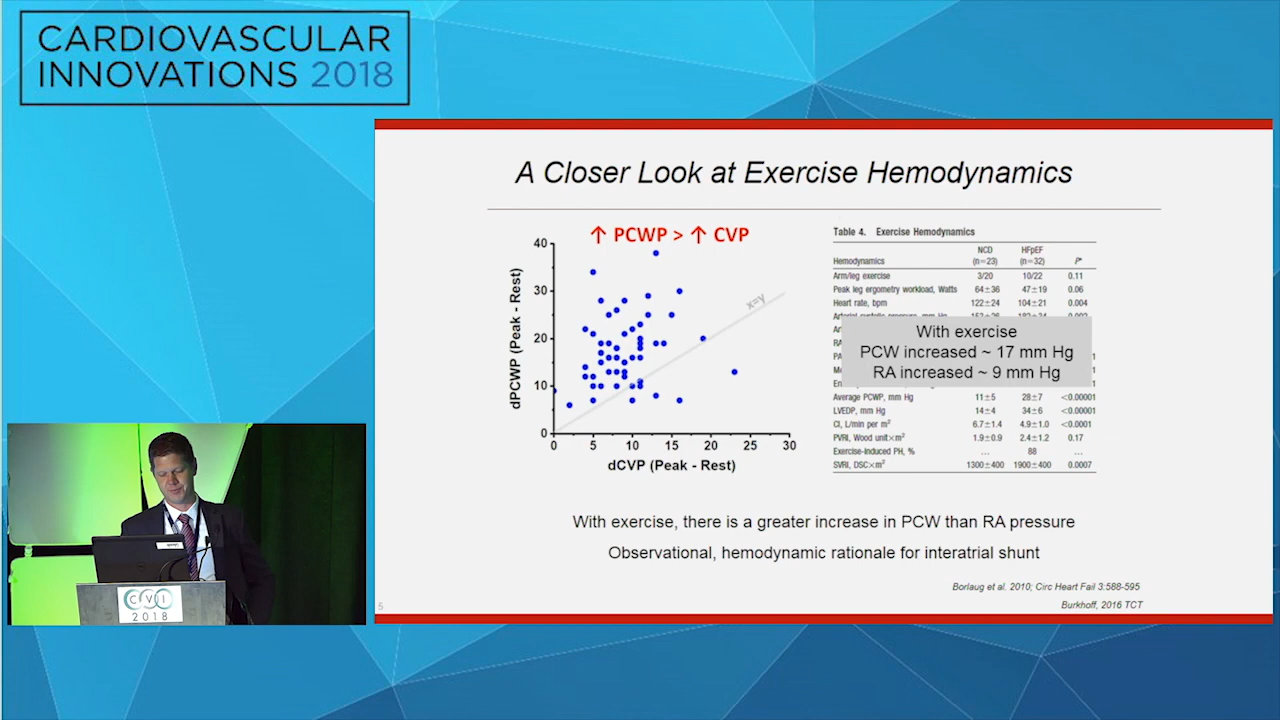 CARDIOVASCULAR
INNOVATIONS 2018
A Closer Look at Exercise Hemodynamics
↑ PCWP > ↑ CVP
40
30
20
10
0
dPCWP (Peak - Rest)
x=y
0 5 10 15 20 25 30
dCVP (Peak - Rest)
Table 4. Exercise Hemodynamics
NCD HFpEF
Hemodynamics (n=23) (n=32) P*
Arm/leg exercise 3/20 10/22 0.11
Peak leg ergometry workload, Watts 64±36 47±19 0.06
Heart rate, bpm 122±24 104±21 0.004
With exercise
PCW increased ~ 17 mm Hg
RA increased ~ 9 mm Hg
Average PCWP, mm Hg 11±5 28±7 <0.00001
LVEDP, mm Hg 14±4 34±6 <0.00001
CI, L/min per m² 6.7±1.4 4.9±1.0 <0.0001
PVRI, Wood unit×m² 1.9±0.9 2.4±1.2 0.17
Exercise-Induced PH, % … 88 …
SVRI, DSC×m² 1300±400 1900±400 0.0007
With exercise, there is a greater increase in PCW than RA pressure
Observational, hemodynamic rationale for interatrial shunt
Borlaug et al. 2010; Circ Heart Fail 3:588-595
Burkhoff, 2016 TCT
5
CVI
2018